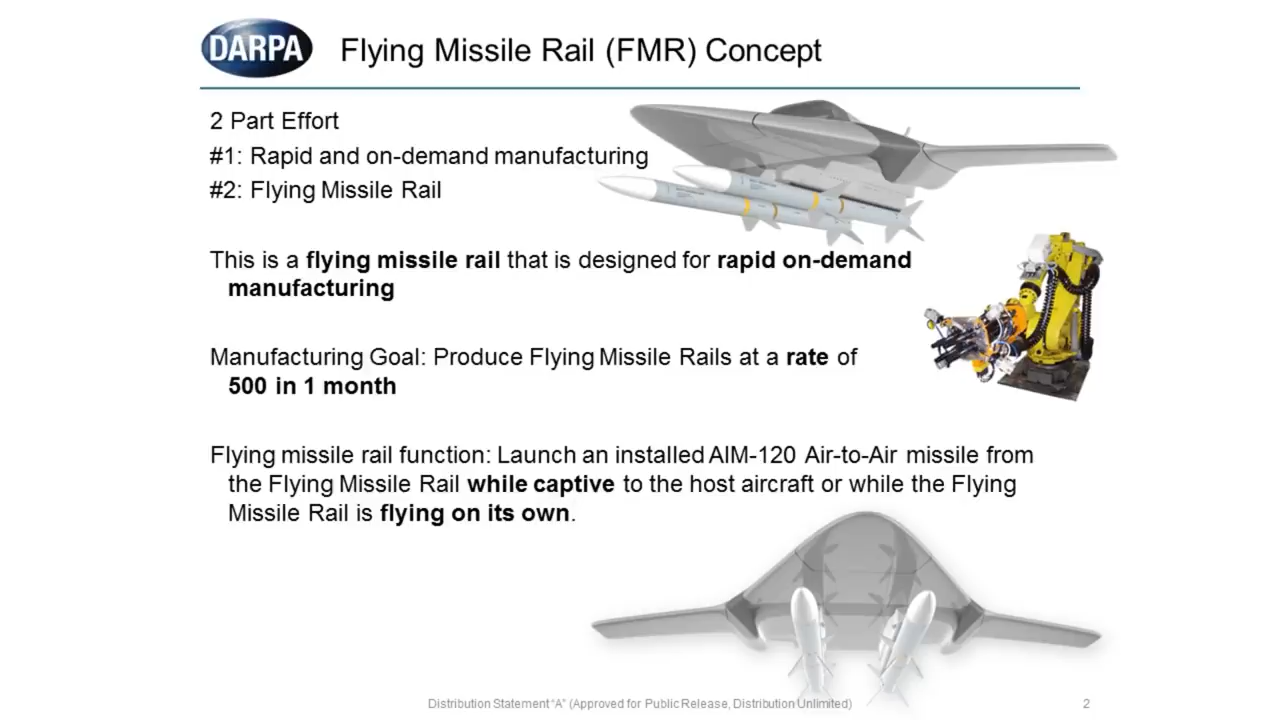 DARPA
Flying Missile Rail (FMR) Concept
2 Part Effort
#1: Rapid and on-demand manufacturing
#2: Flying Missile Rail
This is a flying missile rail that is designed for rapid on-demand
manufacturing
Manufacturing Goal: Produce Flying Missile Rails at a rate of
500 in 1 month
Flying missile rail function: Launch an installed AIM-120 Air-to-Air missile from
the Flying Missile Rail while captive to the host aircraft or while the Flying
Missile Rail is flying on its own.
Distribution Statement “A” (Approved for Public Release, Distribution Unlimited)
2